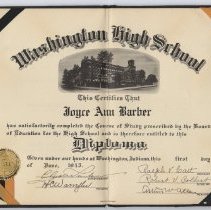 Washington High School
This Certifies That
Joyce Ann Barber
has satisfactorily completed the Course of Study prescribed by the Board
of Education for the High School and is therefore entitled to this
Diploma
Given under our hands at Washington, Indiana, this first day
of June,